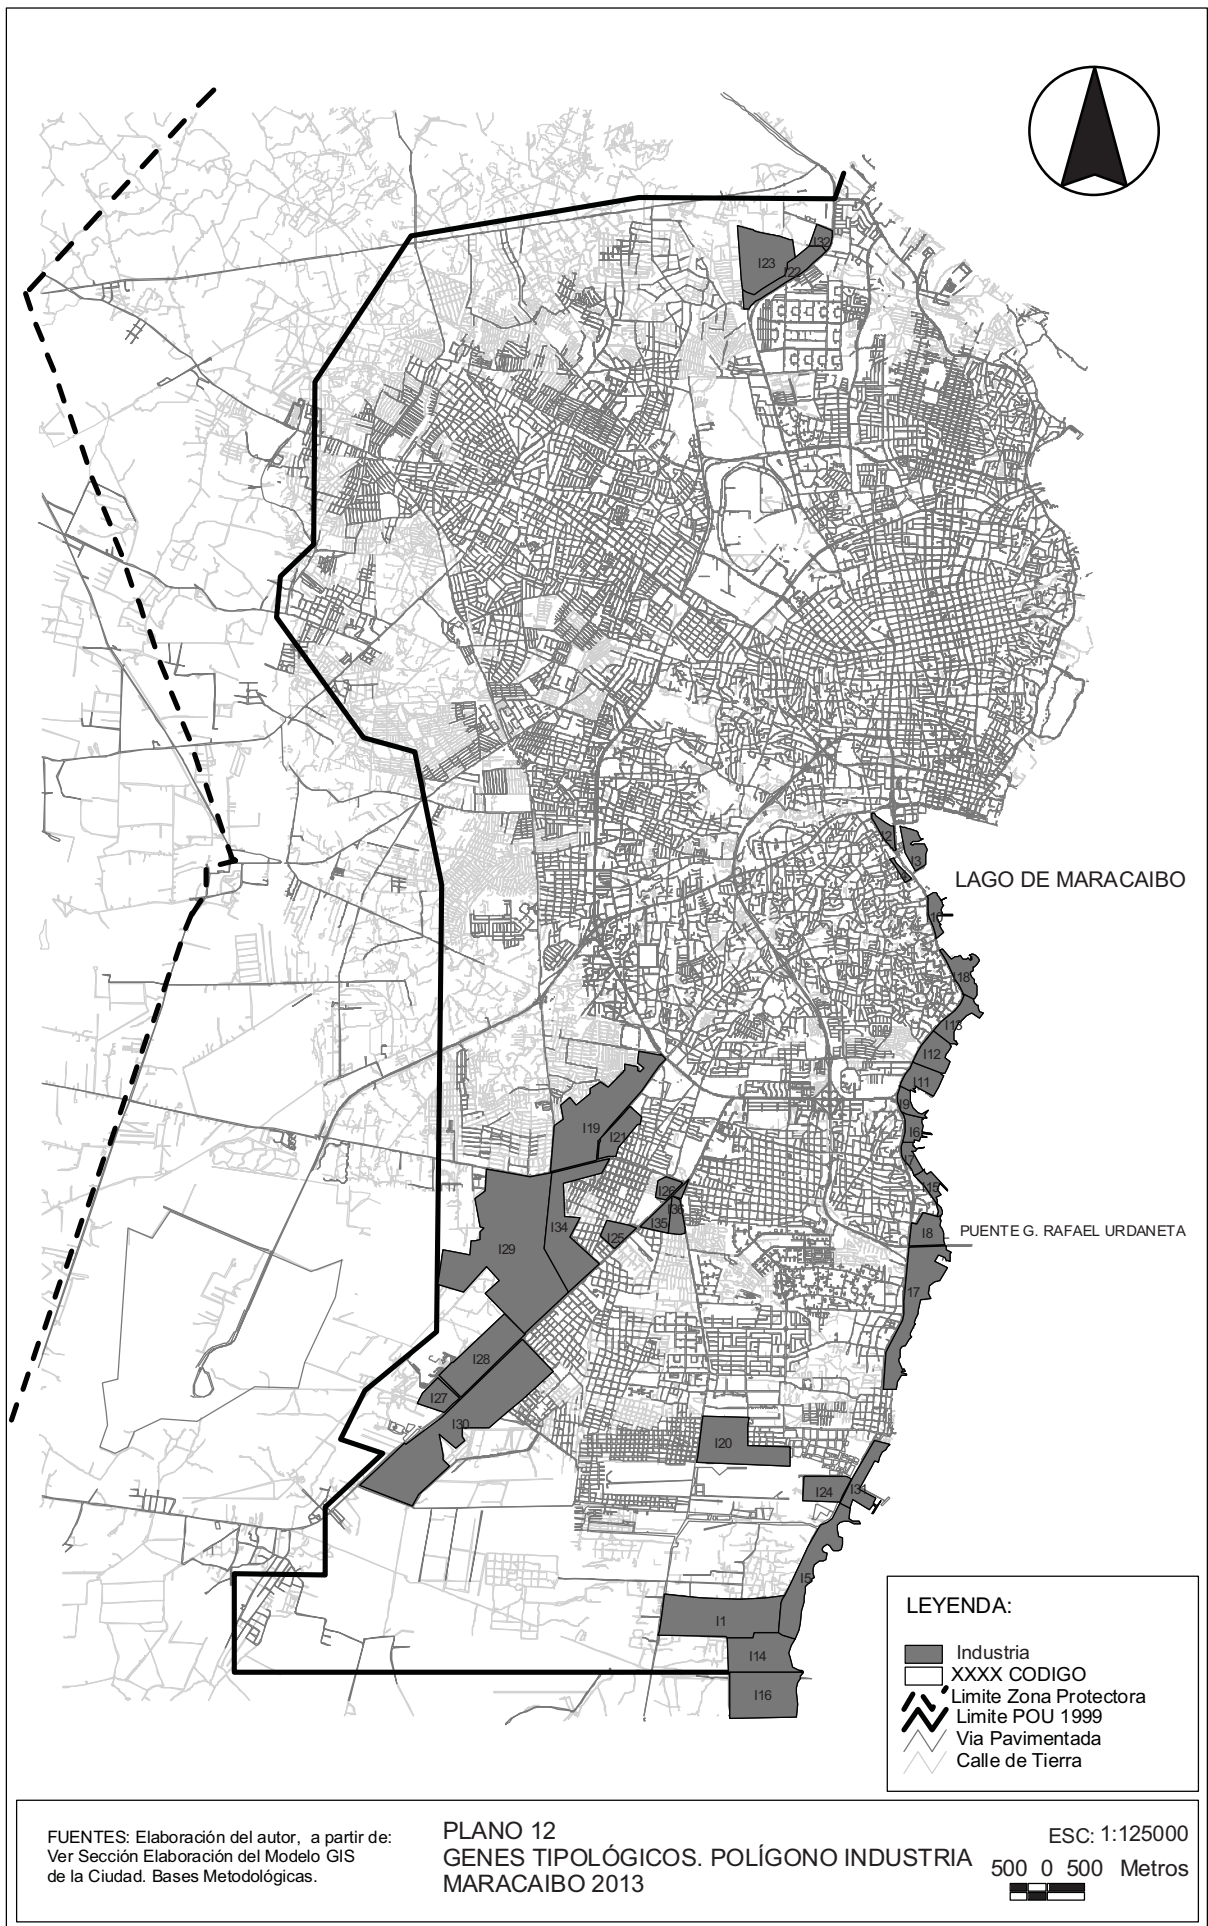 I32
I23
I22
I2
I3
LAGO DE MARACAIBO
I10
I18
I13
I12
I11
I9
I19
I21
I6
I7
I26
I15
I36
I35
I34
I25
I8
PUENTE G. RAFAEL URDANETA
I29
I17
I28
I27
I30
I20
I24
I31
I5
I1
I14
I16
LEYENDA:
Industria
XXXX CODIGO
Limite Zona Protectora
Limite POU 1999
Via Pavimentada
Calle de Tierra
FUENTES: Elaboración del autor, a partir de:
Ver Sección Elaboración del Modelo GIS
de la Ciudad. Bases Metodológicas.
PLANO 12
GENES TIPOLÓGICOS. POLÍGONO INDUSTRIA
MARACAIBO 2013
ESC: 1:125000
500 0 500 Metros